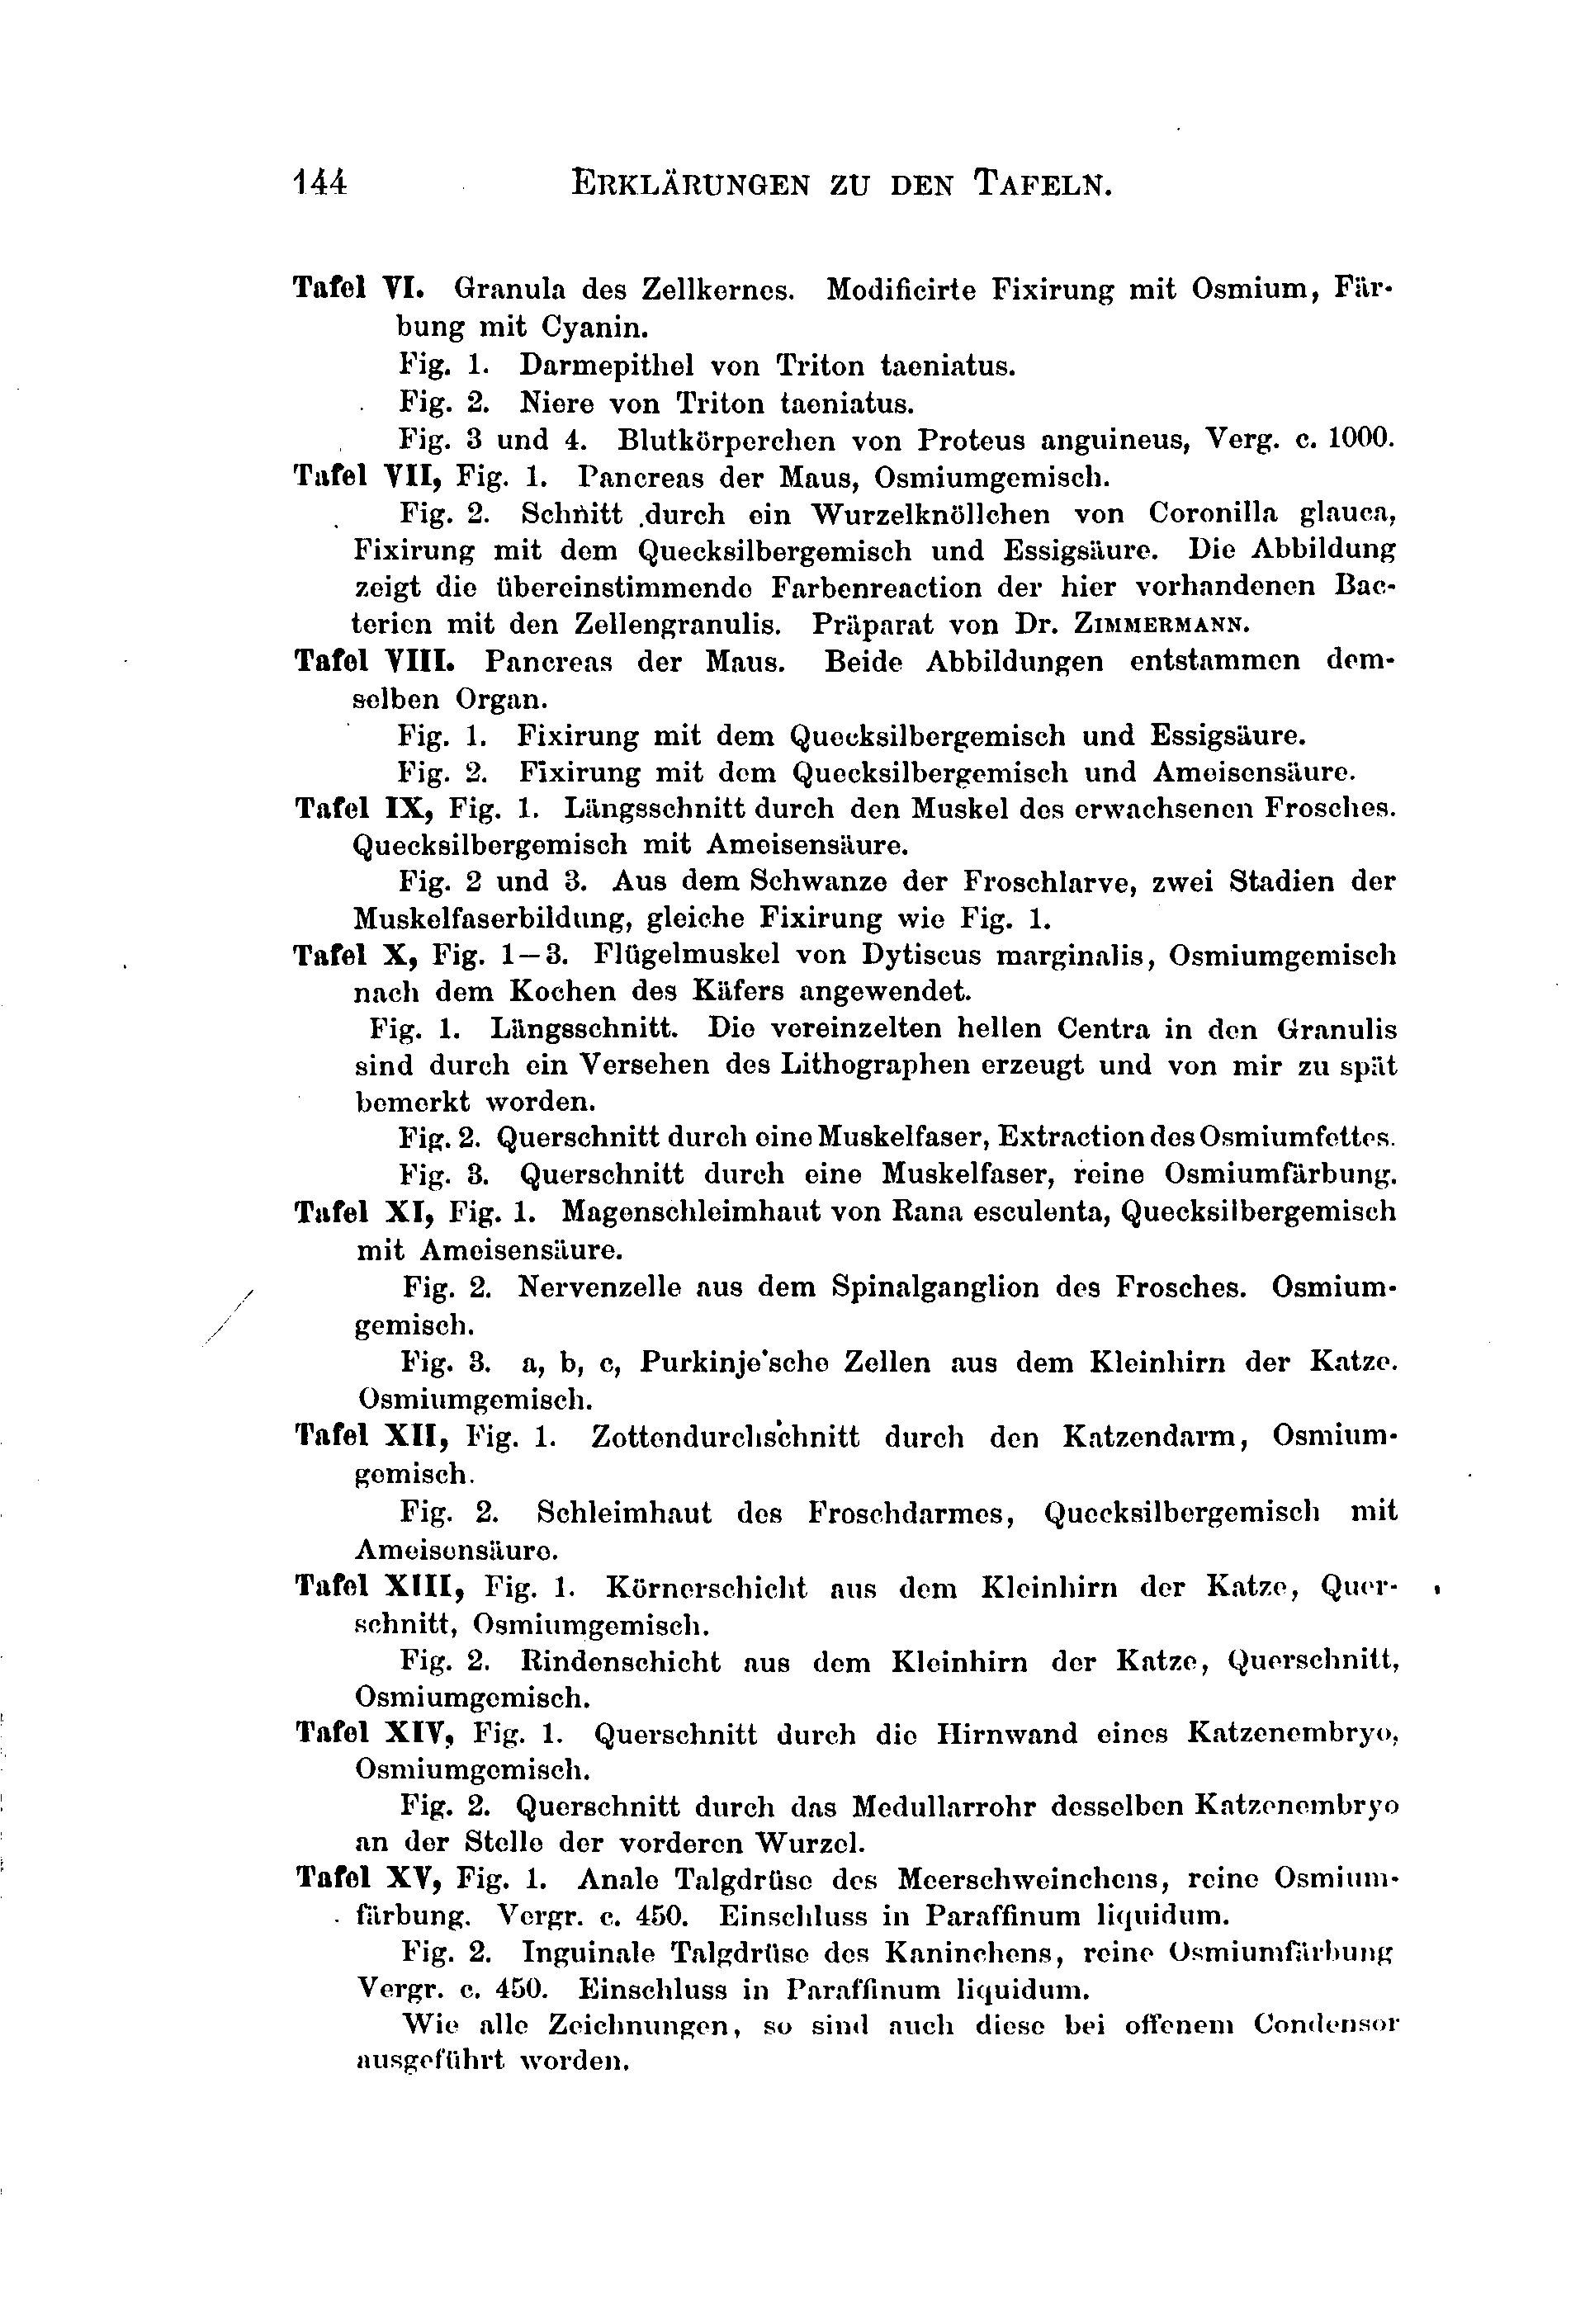 144 ERKLÄRUNGEN ZU DEN TAFELN.
Tafel VI. Granula des Zellkernes. Modificirte Fixirung mit Osmium, Fär-
bung mit Cyanin.
Fig. 1. Darmepithel von Triton taeniatus.
Fig. 2. Niere von Triton taeniatus.
Fig. 3 und 4. Blutkörperchen von Proteus anguineus, Verg. c. 1000.
Tafel VII, Fig. 1. Pancreas der Maus, Osmiumgemisch.
Fig. 2. Schnitt durch ein Wurzelknöllchen von Coronilla glauca,
Fixirung mit dem Quecksilbergemisch und Essigsäure. Die Abbildung
zeigt die übereinstimmende Farbenreaction der hier vorhandenen Bac-
terien mit den Zellengranulis. Präparat von Dr. ZIMMERMANN.
Tafel VIII. Pancreas der Maus. Beide Abbildungen entstammen dem-
selben Organ.
Fig. 1. Fixirung mit dem Quecksilbergemisch und Essigsäure.
Fig. 2. Fixirung mit dem Quecksilbergemisch und Ameisensäure.
Tafel IX, Fig. 1. Längsschnitt durch den Muskel des erwachsenen Frosches.
Quecksilbergemisch mit Ameisensäure.
Fig. 2 und 3. Aus dem Schwanze der Froschlarve, zwei Stadien der
Muskelfaserbildung, gleiche Fixirung wie Fig. 1.
Tafel X, Fig. 1—3. Flügelmuskel von Dytiscus marginalis, Osmiumgemisch
nach dem Kochen des Käfers angewendet.
Fig. 1. Längsschnitt. Die vereinzelten hellen Centra in den Granulis
sind durch ein Versehen des Lithographen erzeugt und von mir zu spät
bemerkt worden.
Fig. 2. Querschnitt durch eine Muskelfaser, Extraction des Osmiumfettes.
Fig. 3. Querschnitt durch eine Muskelfaser, reine Osmiumfärbung.
Tafel XI, Fig. 1. Magenschleimhaut von Rana esculenta, Quecksilbergemisch
mit Ameisensäure.
Fig. 2. Nervenzelle aus dem Spinalganglion des Frosches. Osmium-
gemisch.
Fig. 3. a, b, c, Purkinje'sche Zellen aus dem Kleinhirn der Katze.
Osmiumgemisch.
Tafel XII, Fig. 1. Zottendurchschnitt durch den Katzendarm, Osmium-
gemisch.
Fig. 2. Schleimhaut des Froschdarmes, Quecksilbergemisch mit
Ameisensäure.
Tafel XIII, Fig. 1. Körnerschicht aus dem Kleinhirn der Katze, Quer-
schnitt, Osmiumgemisch.
Fig. 2. Rindenschicht aus dem Kleinhirn der Katze, Querschnitt,
Osmiumgemisch.
Tafel XIV, Fig. 1. Querschnitt durch die Hirnwand eines Katzenembryo,
Osmiumgemisch.
Fig. 2. Querschnitt durch das Medullarrohr desselben Katzenembryo
an der Stelle der vorderen Wurzel.
Tafel XV, Fig. 1. Anale Talgdrüse des Meerschweinchens, reine Osmium-
färbung. Vergr. c. 450. Einschluss in Paraffinum liquidum.
Fig. 2. Inguinale Talgdrüse des Kaninchens, reine Osmiumfärbung
Vergr. c. 450. Einschluss in Paraffinum liquidum.
Wie alle Zeichnungen, so sind auch diese bei offenem Condensor
ausgeführt worden.